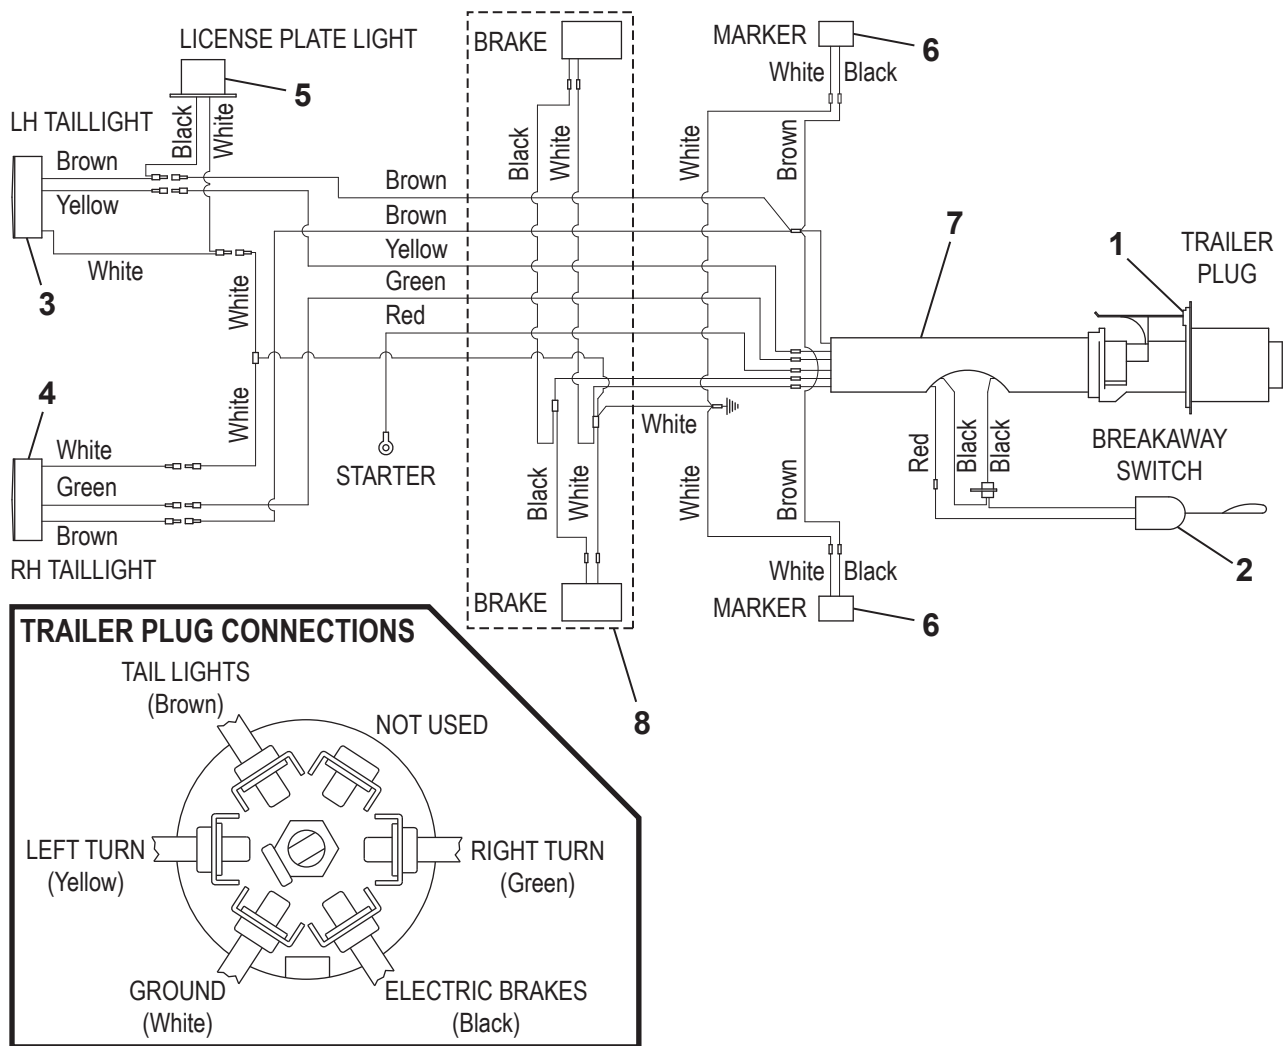 LICENSE PLATE LIGHT
5
BRAKE
MARKER
6
White
Black
LH TAILLIGHT
Black
White
Brown
Yellow
White
3
White
Black
White
White
Brown
Brown
Brown
Yellow
Green
Red
7
1
TRAILER
PLUG
4
White
White
Green
Brown
RH TAILLIGHT
STARTER
White
Black
White
White
Brown
Red
Black
Black
BREAKAWAY
SWITCH
2
BRAKE
MARKER
White
Black
6
8
TRAILER PLUG CONNECTIONS
TAIL LIGHTS
(Brown)
NOT USED
LEFT TURN
(Yellow)
RIGHT TURN
(Green)
GROUND
(White)
ELECTRIC BRAKES
(Black)